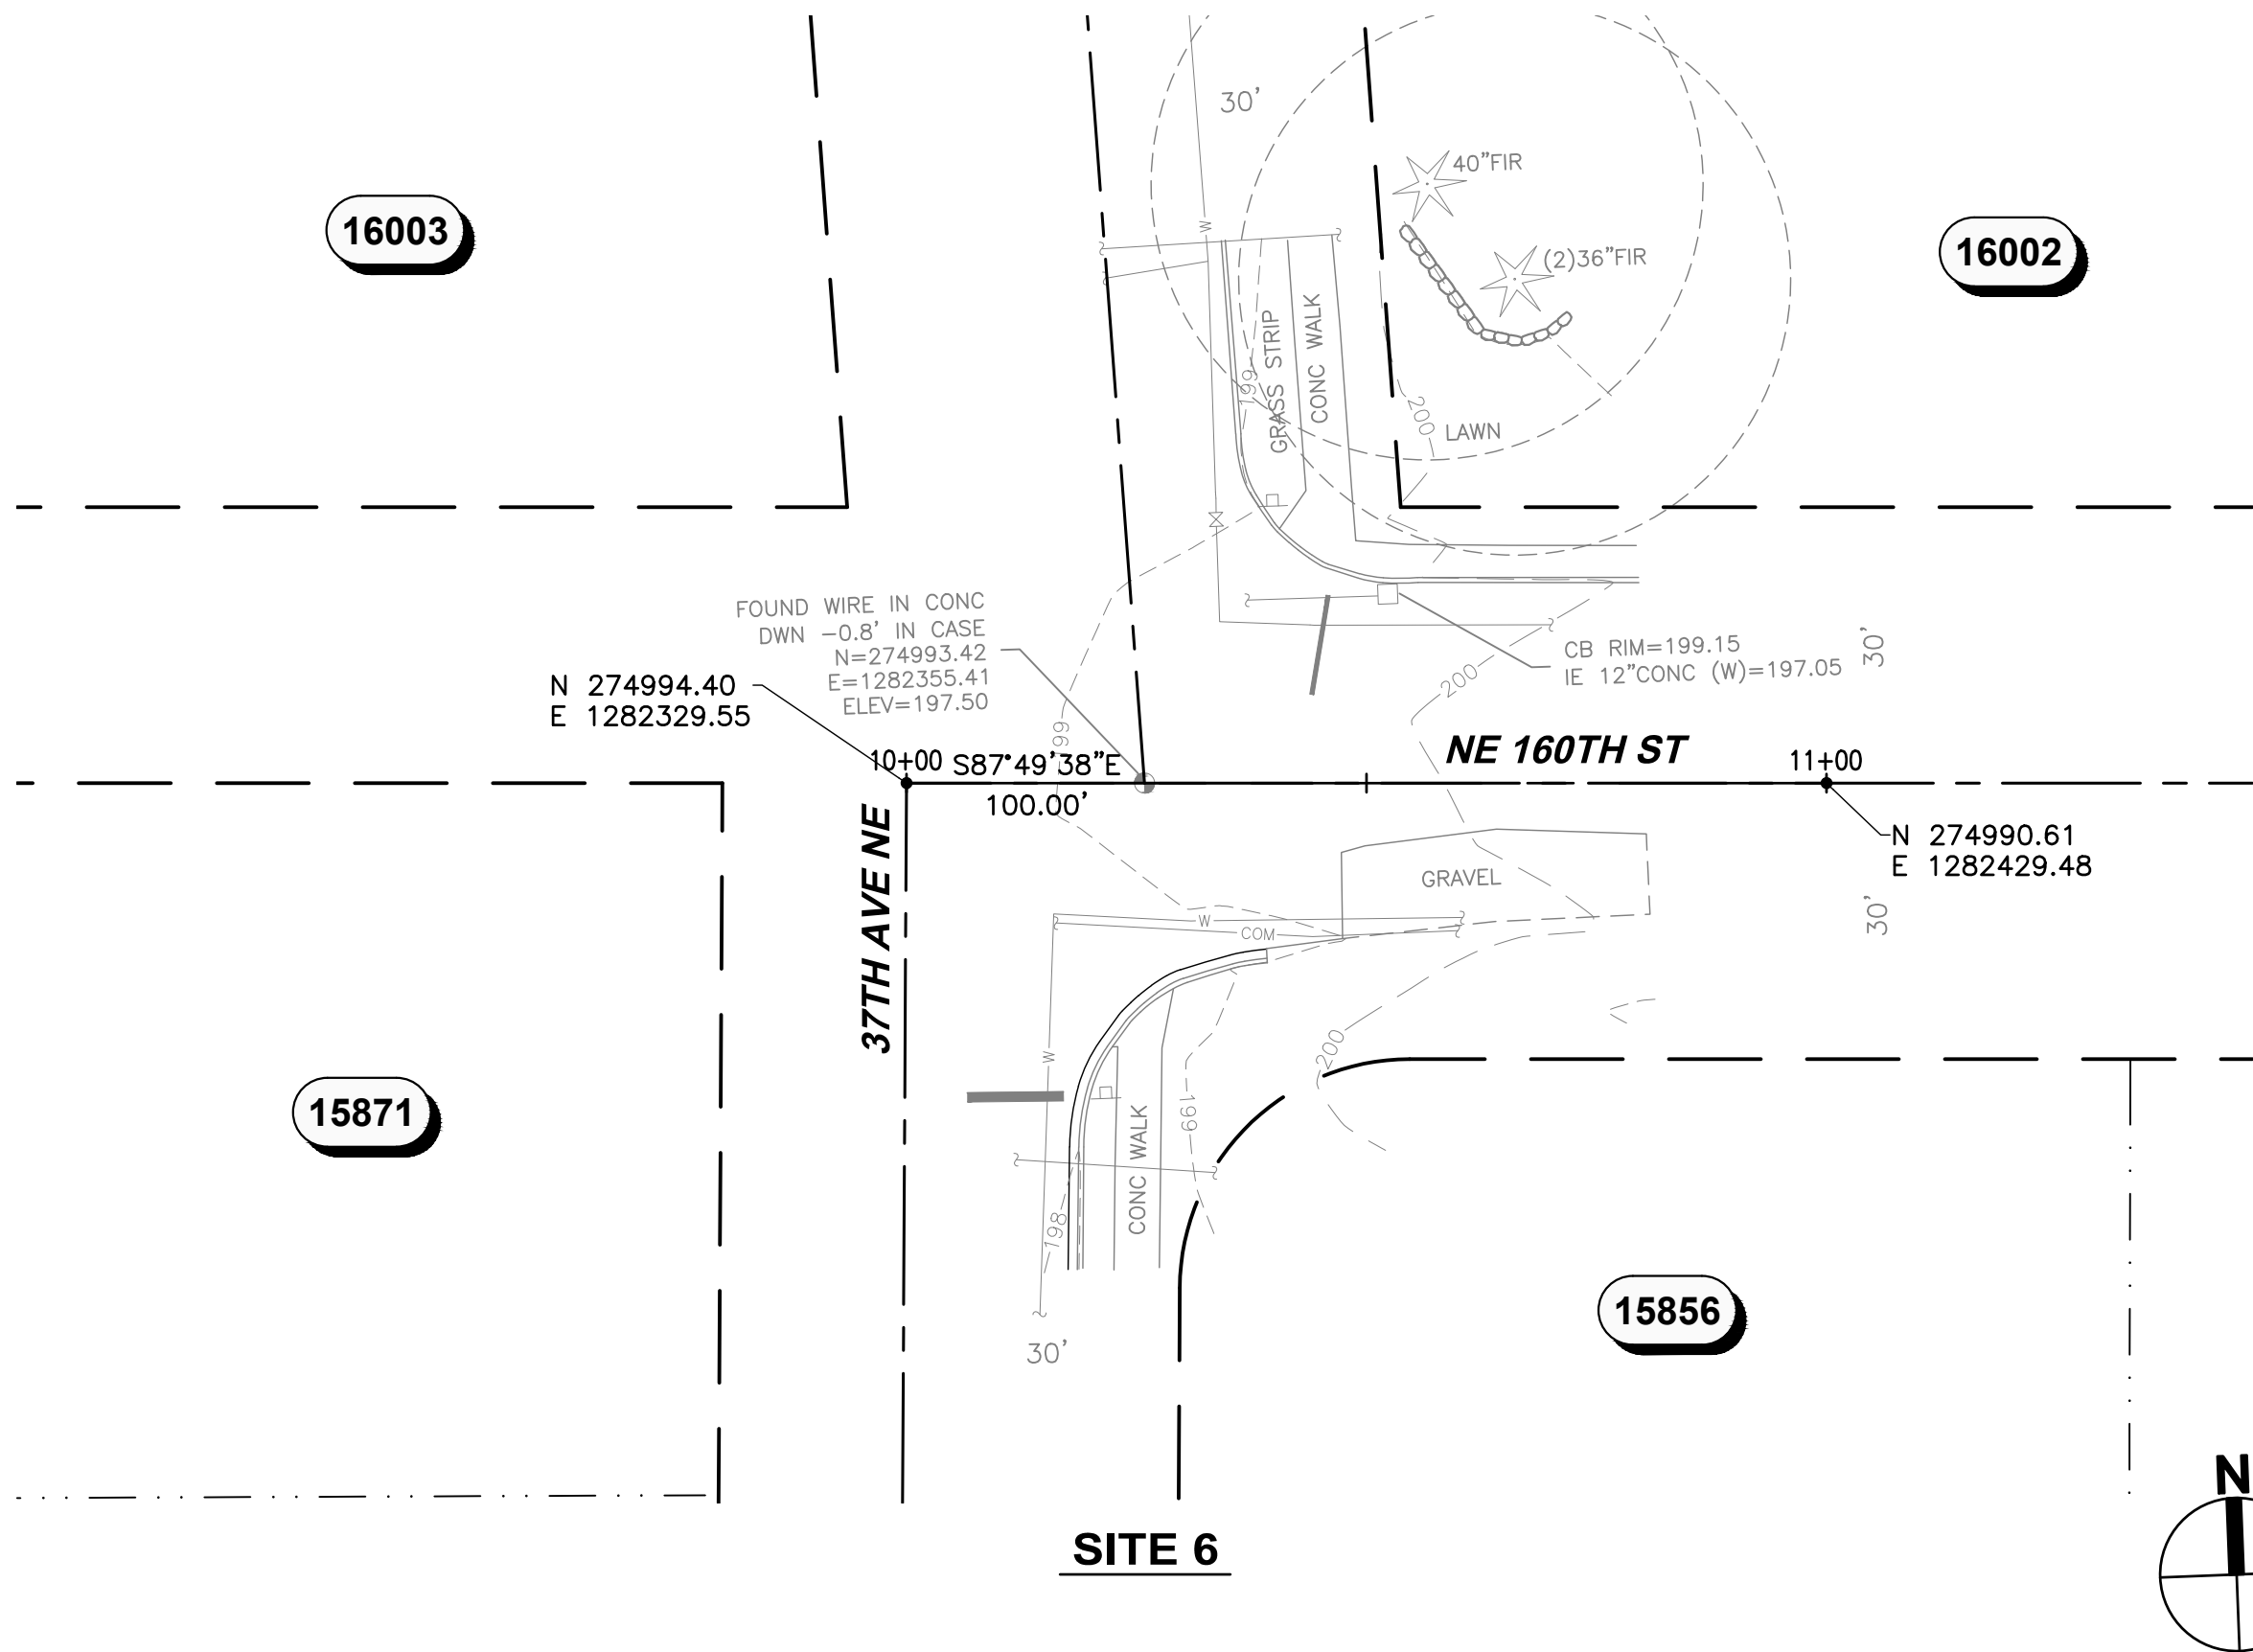 30'
40"FIR
16003
16002
(2)36"FIR
GRASS STRIP
CONC WALK
199
200
LAWN
W
FOUND WIRE IN CONC
DWN -0.8' IN CASE
N=274993.42
E=1282355.41
ELEV=197.50
CB RIM=199.15
IE 12"CONC (W)=197.05
30'
N 274994.40
E 1282329.55
200
199
10+00
S87°49'38"E
100.00'
NE 160TH ST
11+00
N 274990.61
E 1282429.48
37TH AVE NE
GRAVEL
30'
W
COM
W
200
15871
199
CONC WALK
198
15856
30'
N
SITE 6